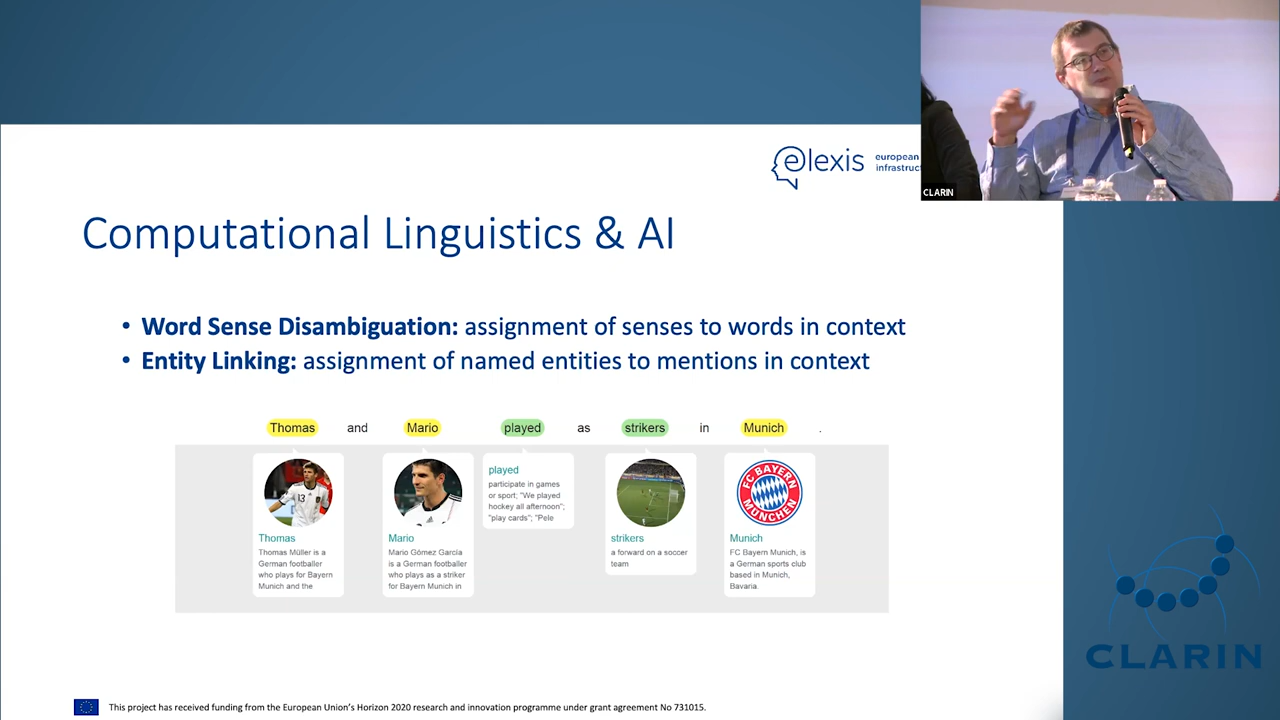 CLARIN
elexis
european
infrastruc
Computational Linguistics & AI
• Word Sense Disambiguation: assignment of senses to words in context
• Entity Linking: assignment of named entities to mentions in context
Thomas and Mario played as strikers in Munich .
Thomas
Thomas Müller is a
German footballer
who plays for Bayern
Munich and the
Mario
Mario Gómez García
is a German footballer
who plays as a striker
for Bayern Munich in
played
participate in games
or sport; "We played
hockey all afternoon";
"play cards"; "Pele
strikers
a forward on a soccer
team
FC BAYERN
MÜNCHEN
Munich
FC Bayern Munich, is
a German sports club
based in Munich,
Bavaria.
CLARIN
This project has received funding from the European Union's Horizon 2020 research and innovation programme under grant agreement No 731015.